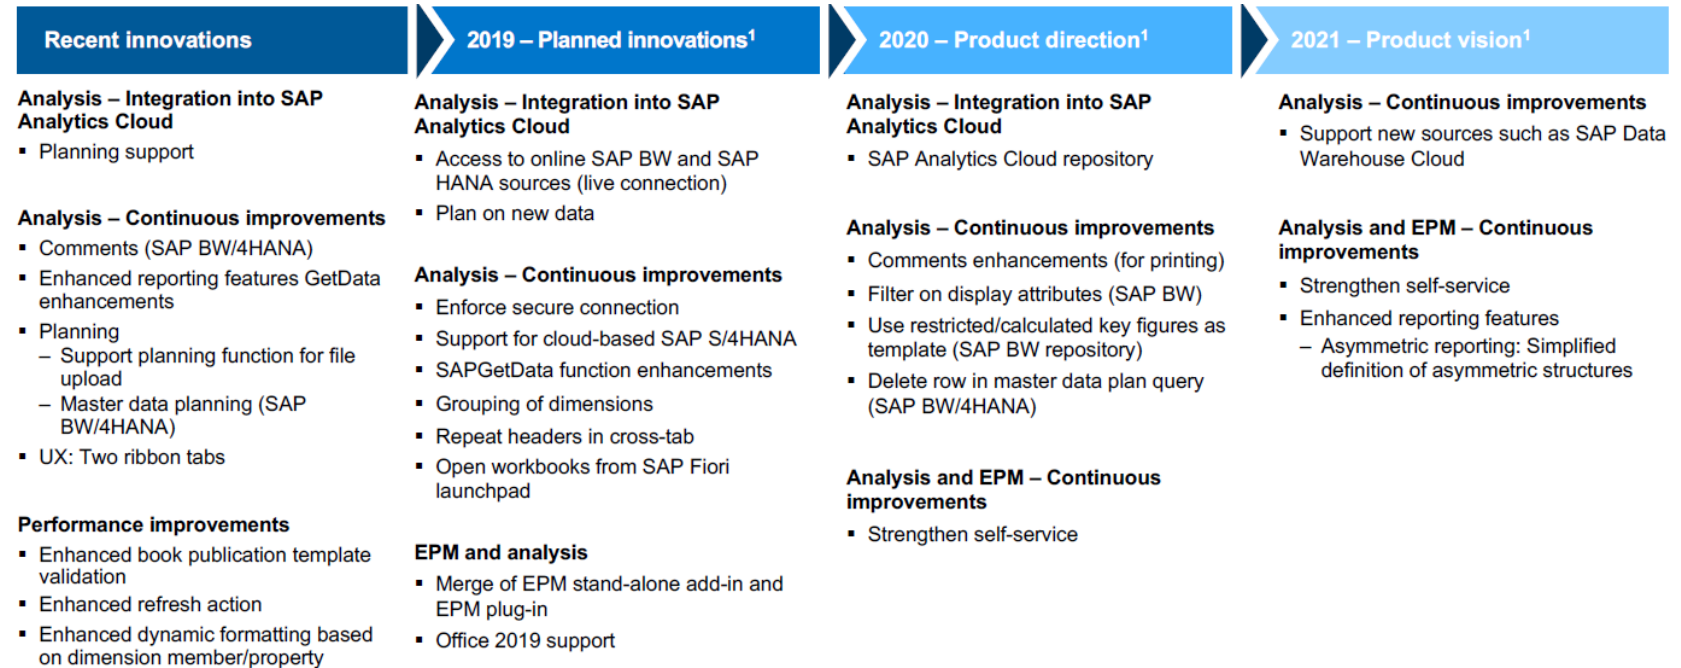 Recent innovations
Analysis – Integration into SAP
Analytics Cloud
▪ Planning support
Analysis – Continuous improvements
▪ Comments (SAP BW/4HANA)
▪ Enhanced reporting features GetData
enhancements
▪ Planning
– Support planning function for file
upload
– Master data planning (SAP
BW/4HANA)
▪ UX: Two ribbon tabs
Performance improvements
▪ Enhanced book publication template
validation
▪ Enhanced refresh action
▪ Enhanced dynamic formatting based
on dimension member/property
2019 – Planned innovations¹
Analysis – Integration into SAP
Analytics Cloud
▪ Access to online SAP BW and SAP
HANA sources (live connection)
▪ Plan on new data
Analysis – Continuous improvements
▪ Enforce secure connection
▪ Support for cloud-based SAP S/4HANA
▪ SAPGetData function enhancements
▪ Grouping of dimensions
▪ Repeat headers in cross-tab
▪ Open workbooks from SAP Fiori
launchpad
EPM and analysis
▪ Merge of EPM stand-alone add-in and
EPM plug-in
▪ Office 2019 support
2020 – Product direction¹
Analysis – Integration into SAP
Analytics Cloud
▪ SAP Analytics Cloud repository
Analysis – Continuous improvements
▪ Comments enhancements (for printing)
▪ Filter on display attributes (SAP BW)
▪ Use restricted/calculated key figures as
template (SAP BW repository)
▪ Delete row in master data plan query
(SAP BW/4HANA)
Analysis and EPM – Continuous
improvements
▪ Strengthen self-service
2021 – Product vision¹
Analysis – Continuous improvements
▪ Support new sources such as SAP Data
Warehouse Cloud
Analysis and EPM – Continuous
improvements
▪ Strengthen self-service
▪ Enhanced reporting features
– Asymmetric reporting: Simplified
definition of asymmetric structures